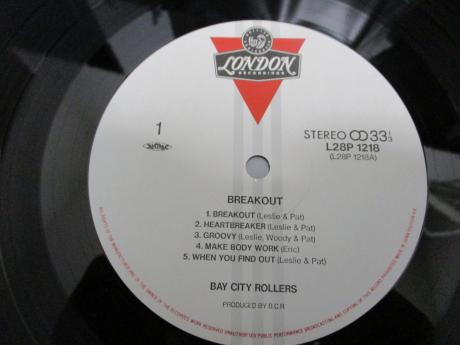 LONDON
RECORDINGS
1
STEREO 33 1/3
L28P 1218
(L28P 1218A)
BREAKOUT
1. BREAKOUT (Leslie & Pat)
2. HEARTBREAKER (Leslie & Pat)
3. GROOVY (Leslie, Woody & Pat)
4. MAKE BODY WORK (Eric)
5. WHEN YOU FIND OUT (Leslie & Pat)
BAY CITY ROLLERS
PRODUCED BY B.C.R